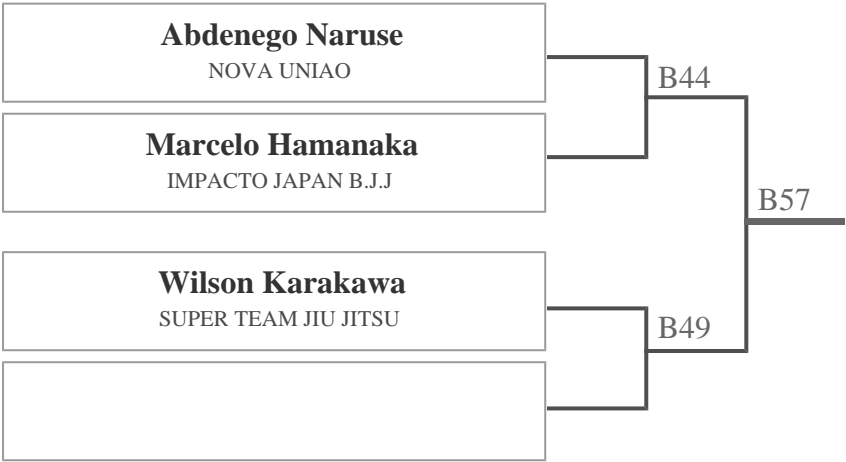 Abdenego Naruse
NOVA UNIAO
B44
Marcelo Hamanaka
IMPACTO JAPAN B.J.J
B57
Wilson Karakawa
SUPER TEAM JIU JITSU
B49